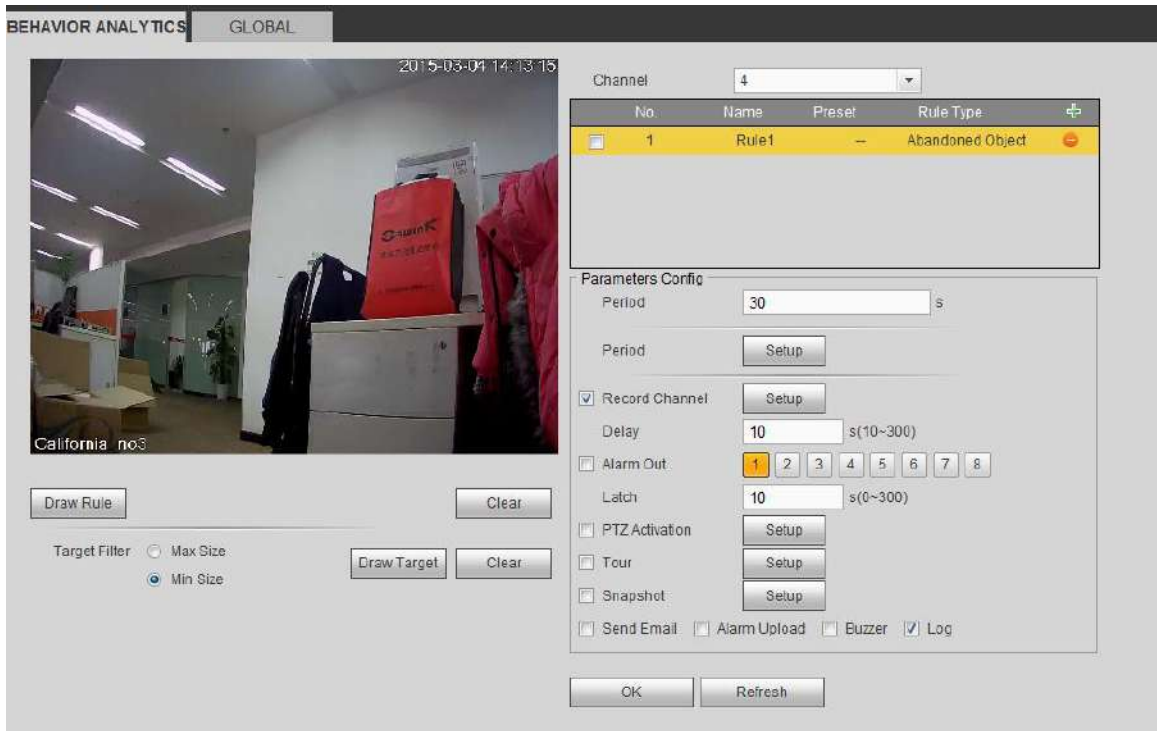 BEHAVIOR ANALYTICS GLOBAL
2015-03-04 14:13:15
California no3
Draw Rule Clear
Target Filter Max Size
Min Size
Draw Target Clear
Channel 4
No. Name Preset Rule Type
1 Rule1 -- Abandoned Object
Parameters Config
Period 30 s
Period Setup
Record Channel Setup
Delay 10 s(10~300)
Alarm Out 1 2 3 4 5 6 7 8
Latch 10 s(0~300)
PTZ Activation Setup
Tour Setup
Snapshot Setup
Send Email Alarm Upload Buzzer Log
OK Refresh